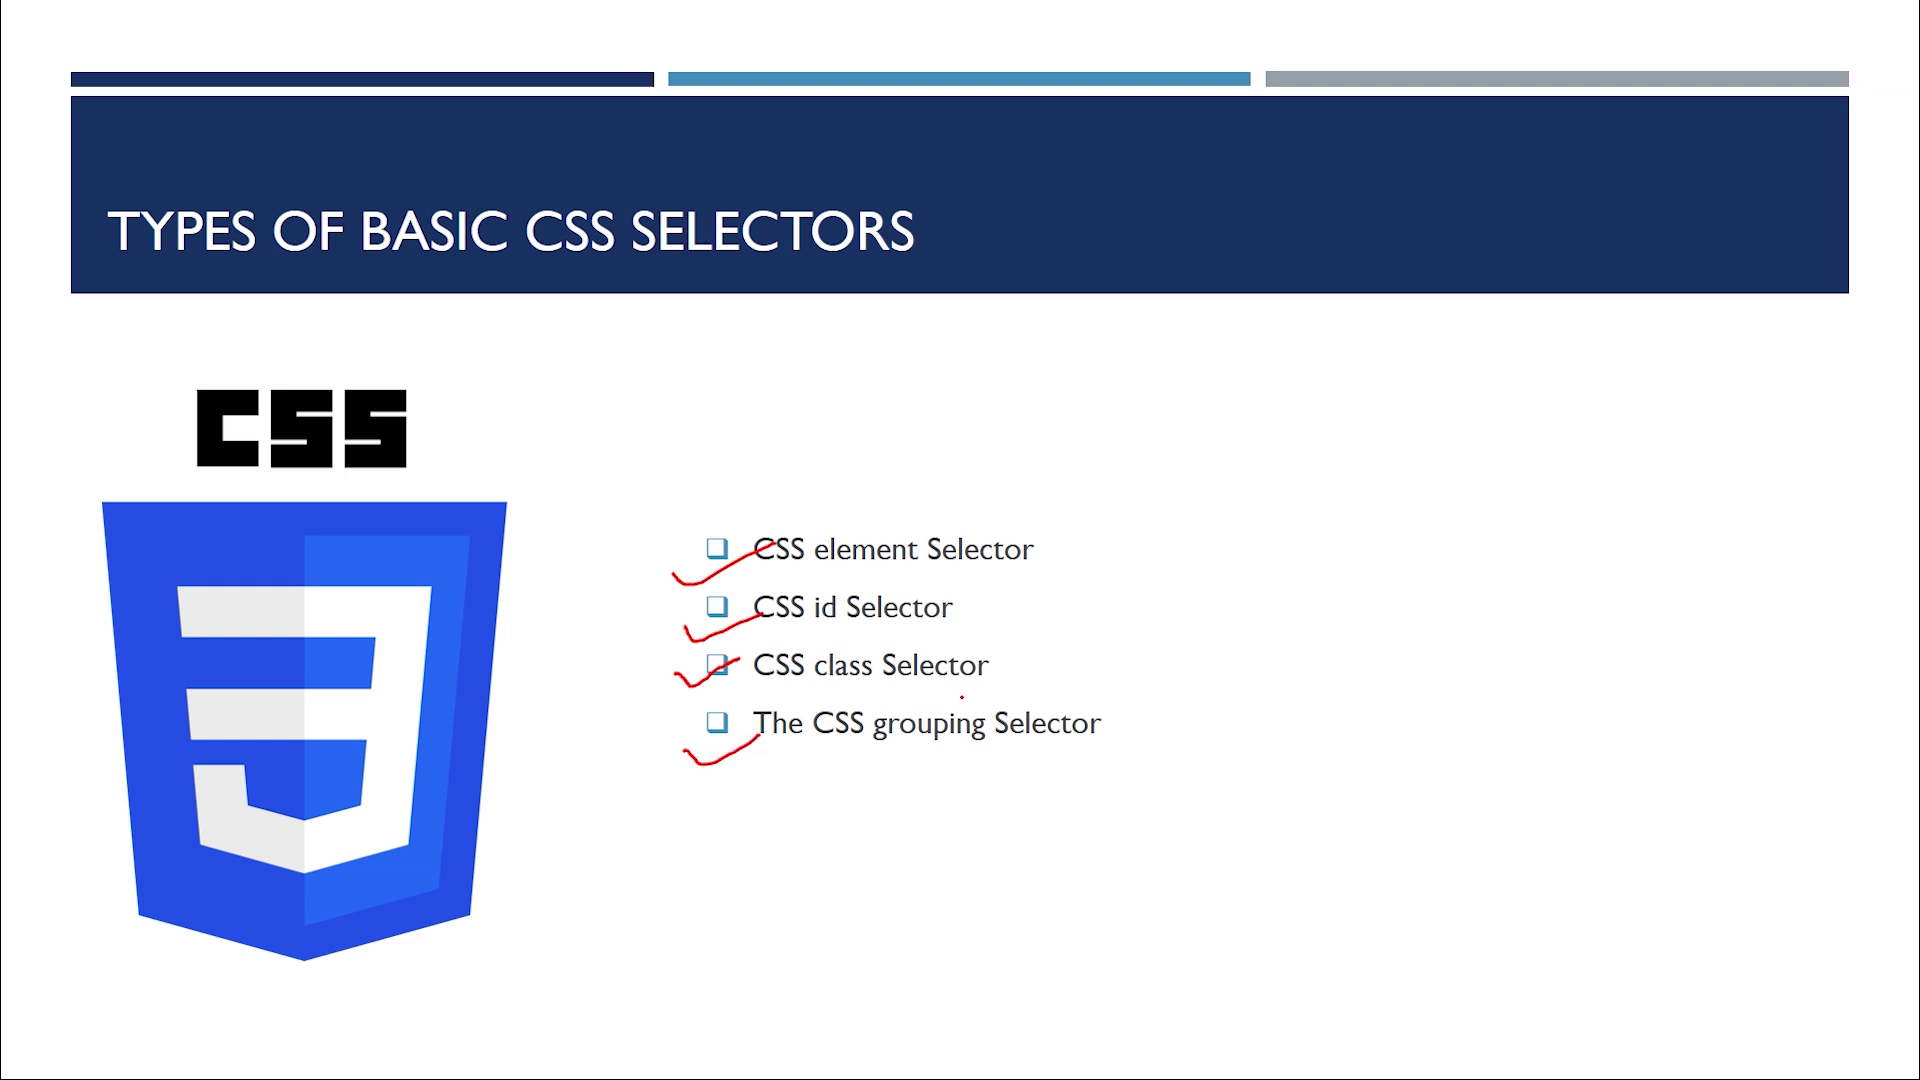 TYPES OF BASIC CSS SELECTORS
CSS
CSS element Selector
CSS id Selector
CSS class Selector
The CSS grouping Selector